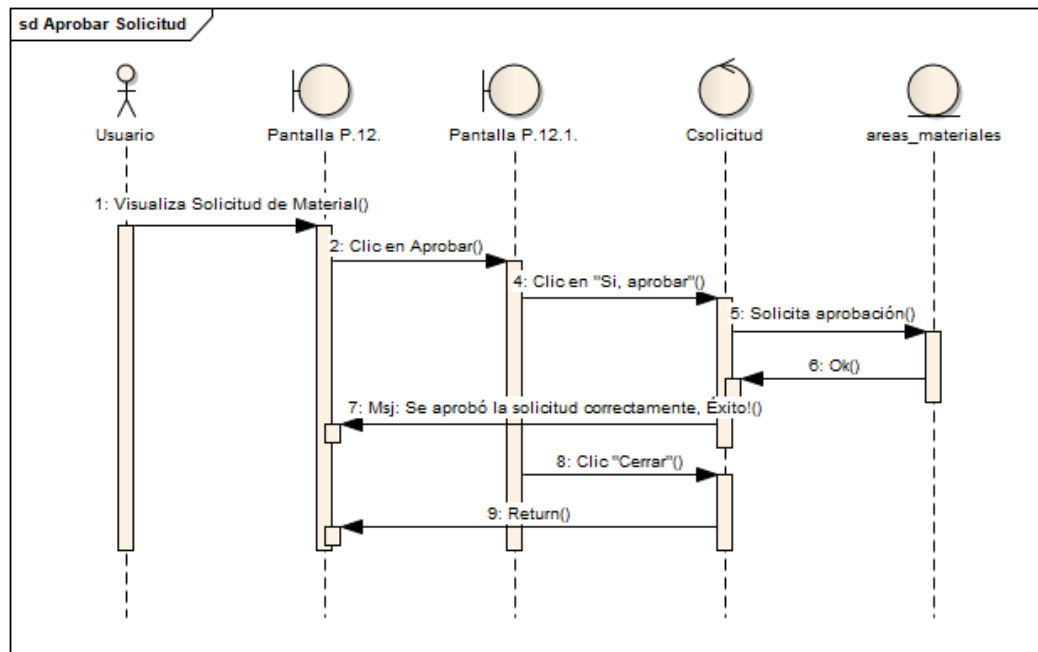 sd Aprobar Solicitud
Usuario
Pantalla P.12.
Pantalla P.12.1.
Csolicitud
areas_materiales
1: Visualiza Solicitud de Material()
2: Clic en Aprobar()
4: Clic en "Si, aprobar"()
5: Solicita aprobación()
6: Ok()
7: Msj: Se aprobó la solicitud correctamente, Éxito!()
8: Clic "Cerrar"()
9: Return()